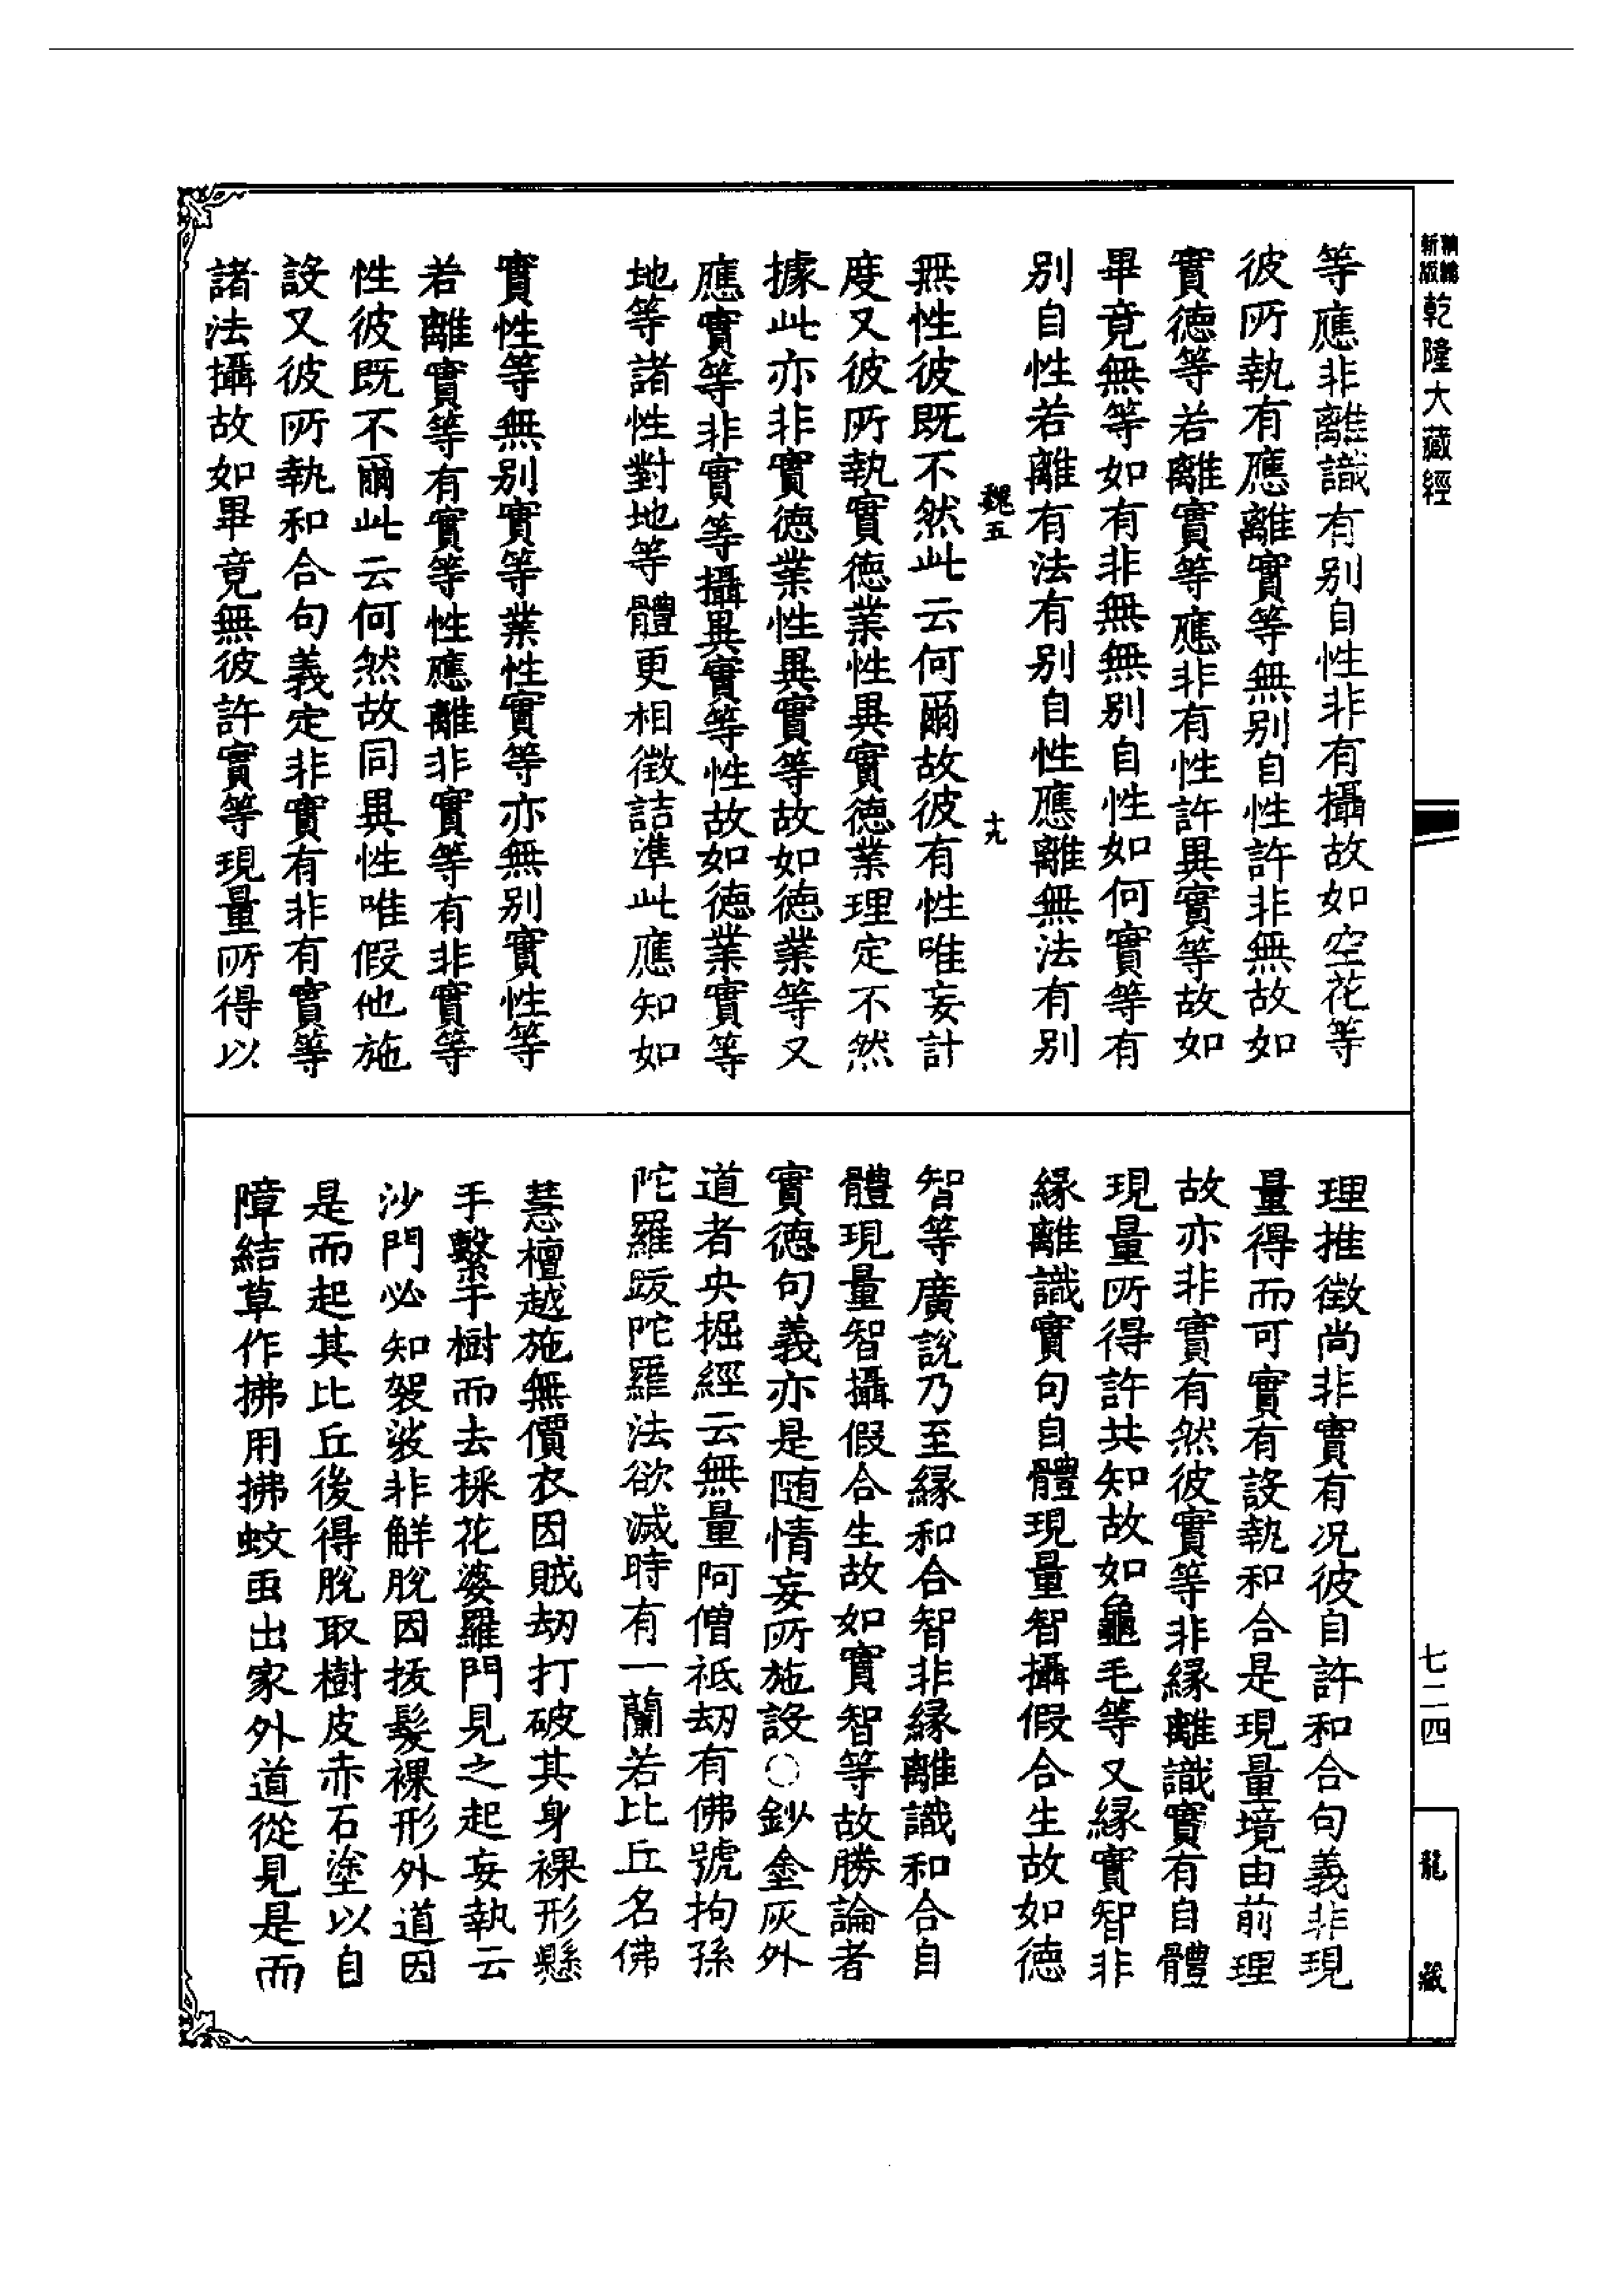 新編縮版
乾隆大藏經
七二四
龍藏
等應非離識有別自性非有攝故如空花等
彼所執有應離實等無別自性許非無故如
實德等若離實等應非有性許異實等故如
畢竟無等如有非無無別自性如何實等有
別自性若離有法有別自性應離無法有別
魏五
十九
無性彼既不然此云何爾故彼有性唯妄計
度又彼所執實德業性異實德業理定不然
據此亦非實德業性異實等故如德業等又
應實等非實等攝異實等性故如德業實等
地等諸性對地等體更相徵詰準此應知如
實性等無別實等業性實等亦無別實性等
若離實等有實等性應離非實等有非實等
性彼既不爾此云何然故同異性唯假他施
設又彼所執和合句義定非實有非有實等
諸法攝故如畢竟無彼許實等現量所得以
理推徵尚非實有况彼自許和合句義非現
量得而可實有設執和合是現量境由前理
故亦非實有然彼實等非緣離識實有自體
現量所得許共知故如龜毛等又緣實智非
緣離識實句自體現量智攝假合生故如德
智等廣說乃至緣和合智非緣離識和合自
體現量智攝假合生故如實智等故勝論者
實德句義亦是隨情妄所施設○鈔塗灰外
道者央掘經云無量阿僧祇劫有佛號拘孫
陀羅跋陀羅法欲滅時有一蘭若比丘名佛
慧檀越施無價衣因賊劫打破其身裸形懸
手繫手樹而去採花婆羅門見之起妄執云
沙門必知袈裟非解脫因拔髮裸形外道因
是而起其比丘後得脫取樹皮赤石塗以自
障結草作拂用拂蚊虫出家外道從見是而